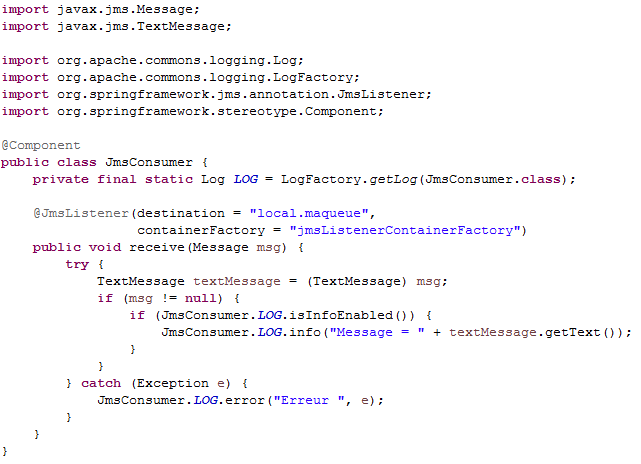 import javax.jms.Message;
import javax.jms.TextMessage;

import org.apache.commons.logging.Log;
import org.apache.commons.logging.LogFactory;
import org.springframework.jms.annotation.JmsListener;
import org.springframework.stereotype.Component;

@Component
public class JmsConsumer {
    private final static Log LOG = LogFactory.getLog(JmsConsumer.class);

    @JmsListener(destination = "local.maqueue",
                 containerFactory = "jmsListenerContainerFactory")
    public void receive(Message msg) {
        try {
            TextMessage textMessage = (TextMessage) msg;
            if (msg != null) {
                if (JmsConsumer.LOG.isInfoEnabled()) {
                    JmsConsumer.LOG.info("Message = " + textMessage.getText());
                }
            }
        } catch (Exception e) {
            JmsConsumer.LOG.error("Erreur ", e);
        }
    }
}